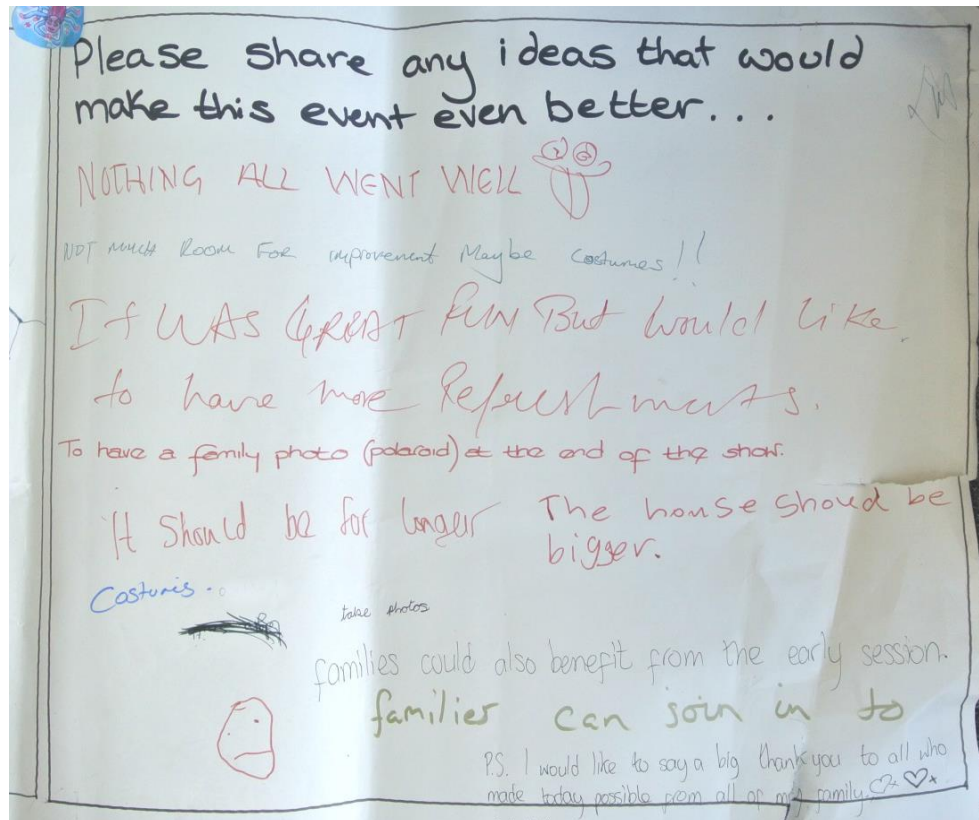 Please share any ideas that would
make this event even better...
NOTHING ALL WENT WELL
NOT much Room For improvement Maybe Costumes!!
It WAS GREAT FUN But would like
to have more Refreshments.
To have a family photo (polaroid) at the end of the show.
It should be for longer
The house shoud be
bigger.
Costumes..
take photos
families could also benefit from the early session.
familier can join in to
P.S. I would like to say a big thank you to all who
made today possible from all of my family.